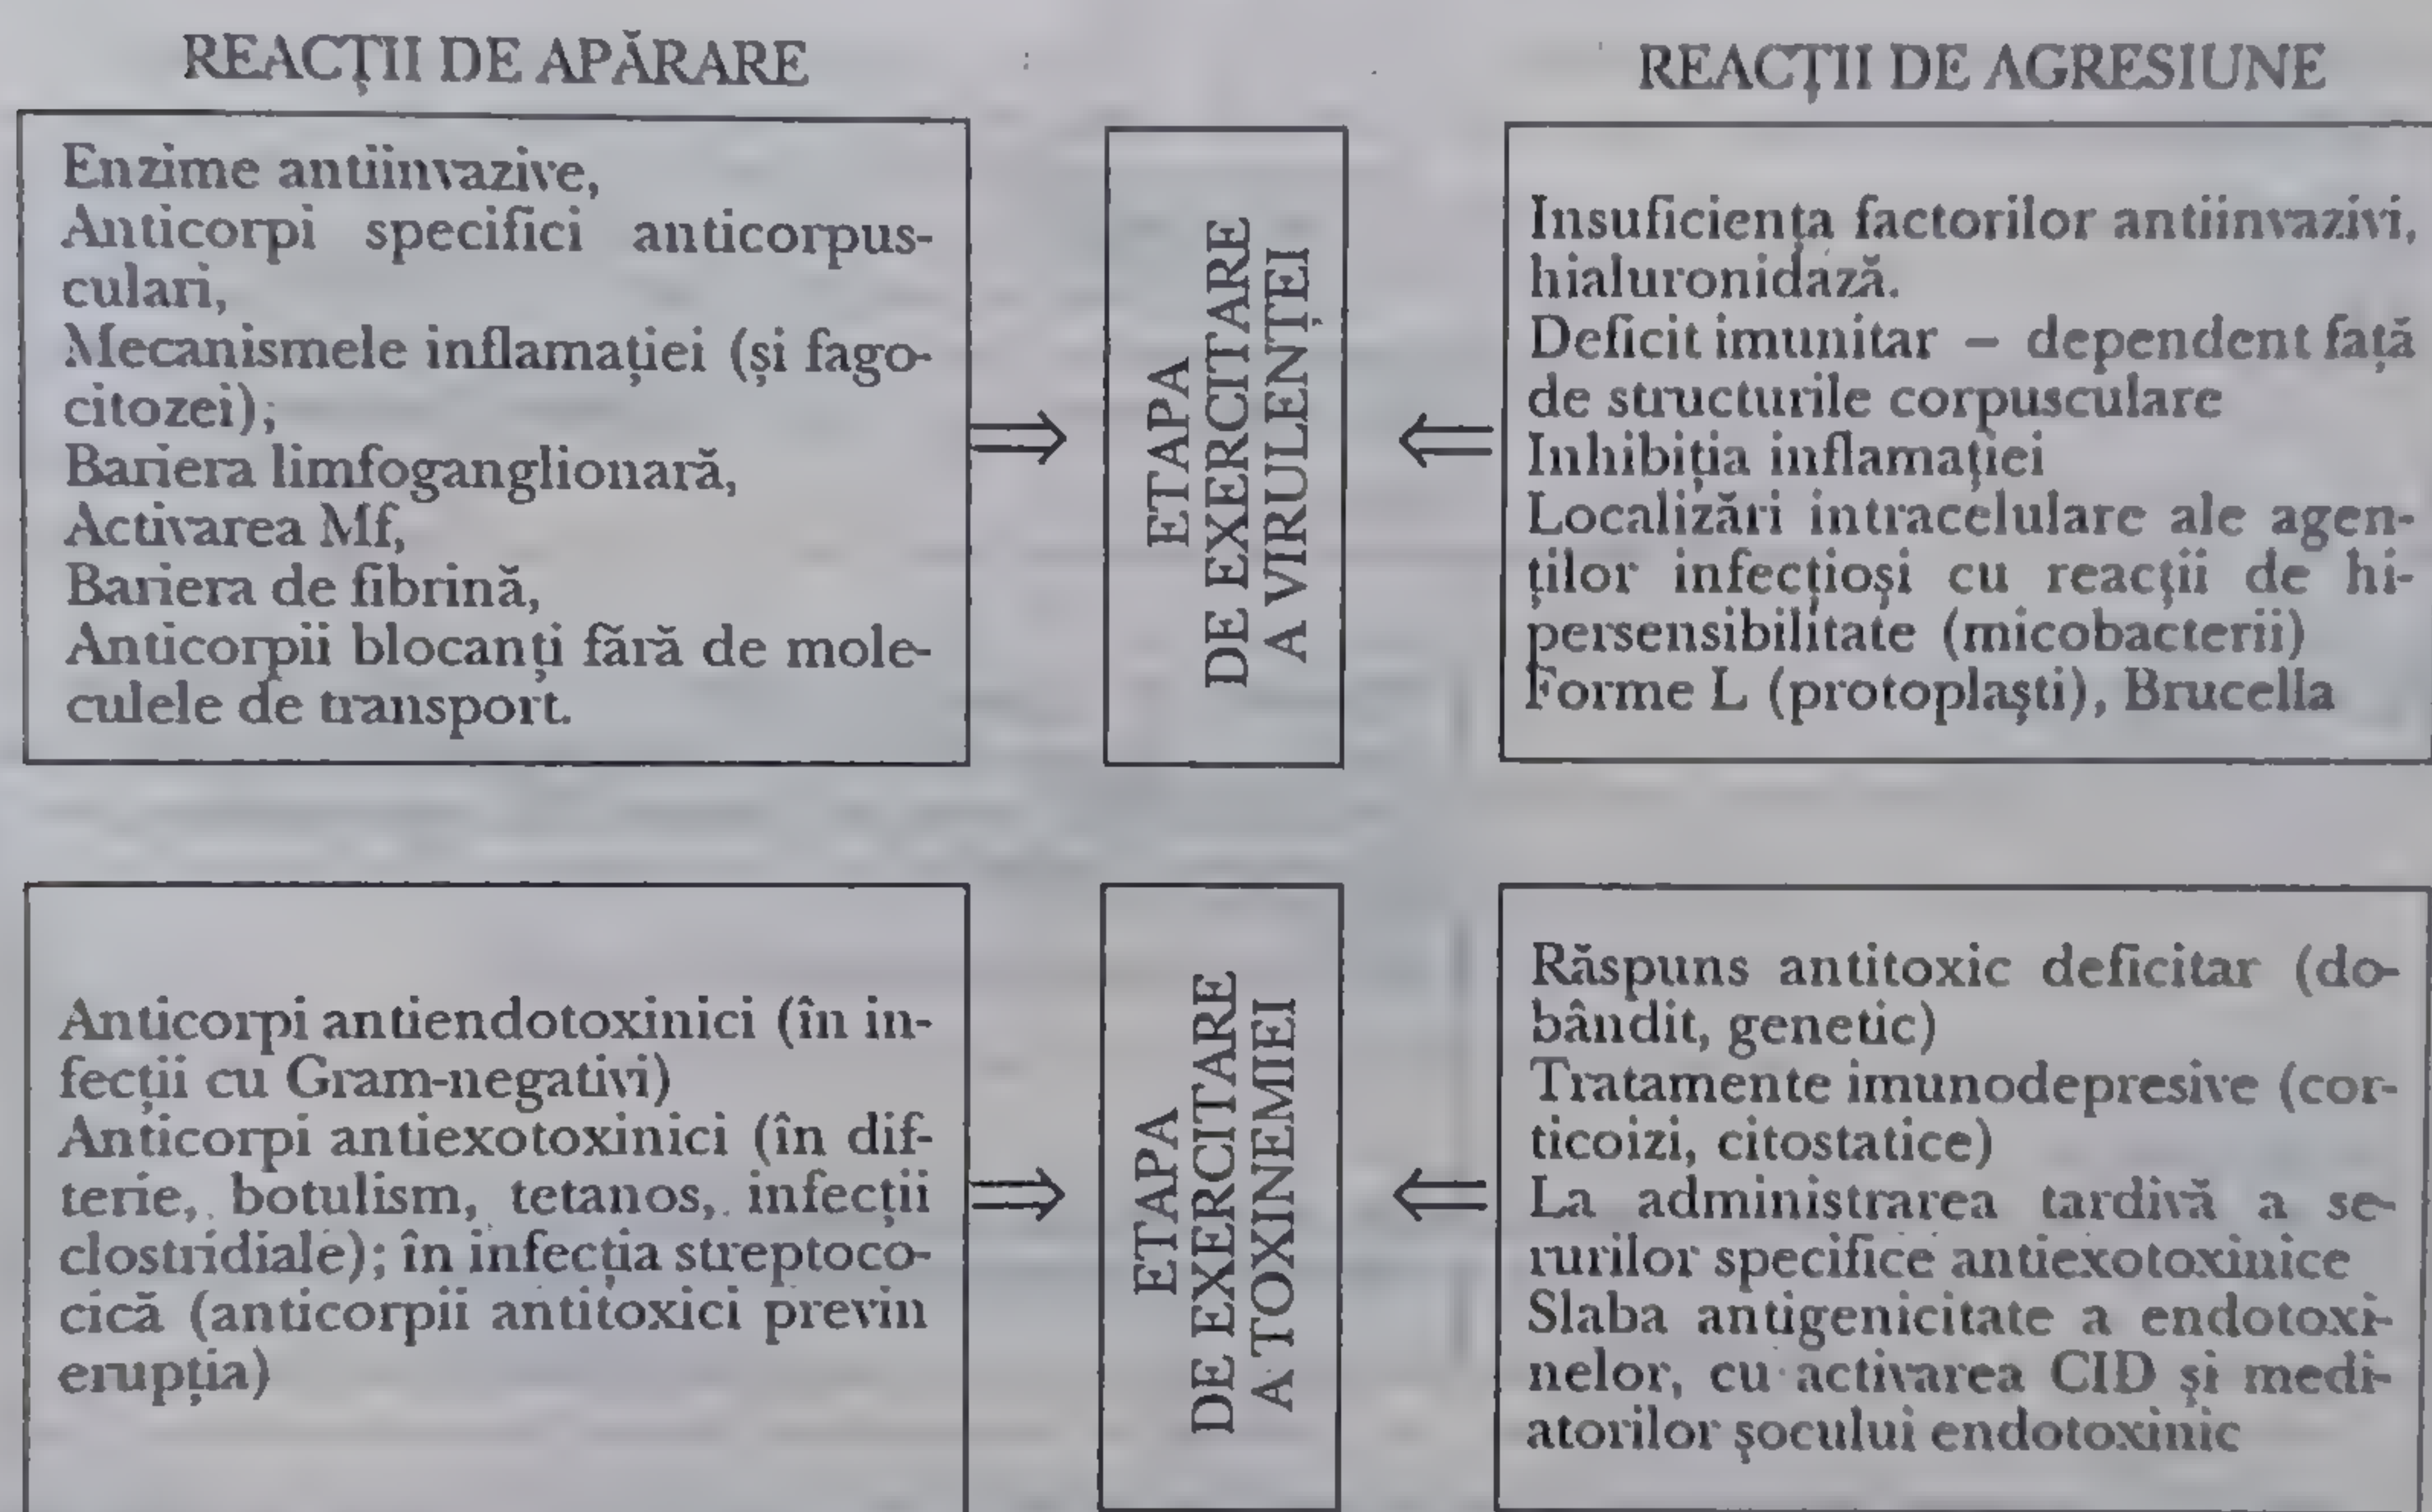 REACȚII DE APĂRARE
REACȚII DE AGRESIUNE
Enzime antiinvazive,
Anticorpi specifici anticorpus-
culari,
Mecanismele inflamației (și fago-
citozei);
Bariera limfoganglionară,
Activarea Mf,
Bariera de fibrină,
Anticorpii blocanți fără de mole-
culele de transport.
ETAPA
DE EXERCITARE
A VIRULENȚEI
Insuficiența factorilor antiinvazivi,
hialuronidază.
Deficit imunitar – dependent față
de structurile corpusculare
Inhibiția inflamației
Localizări intracelulare ale agen-
ților infecțioși cu reacții de hi-
persensibilitate (micobacterii)
Forme L (protoplaști), Brucella
Anticorpi antiendotoxinici (în in-
fecții cu Gram-negativi)
Anticorpi antiexotoxinici (în dif-
terie, botulism, tetanos, infecții
clostridiale); în infecția streptoco-
cică (anticorpii antitoxici previn
erupția)
ETAPA
DE EXERCITARE
A TOXINEMIEI
Răspuns antitoxic deficitar (do-
bândit, genetic)
Tratamente imunodepresive (cor-
ticoizi, citostatice)
La administrarea tardivă a se-
rurilor specifice antiexotoxinice
Slaba antigenicitate a endotoxi-
nelor, cu activarea CID și medi-
atorilor șocului endotoxinic